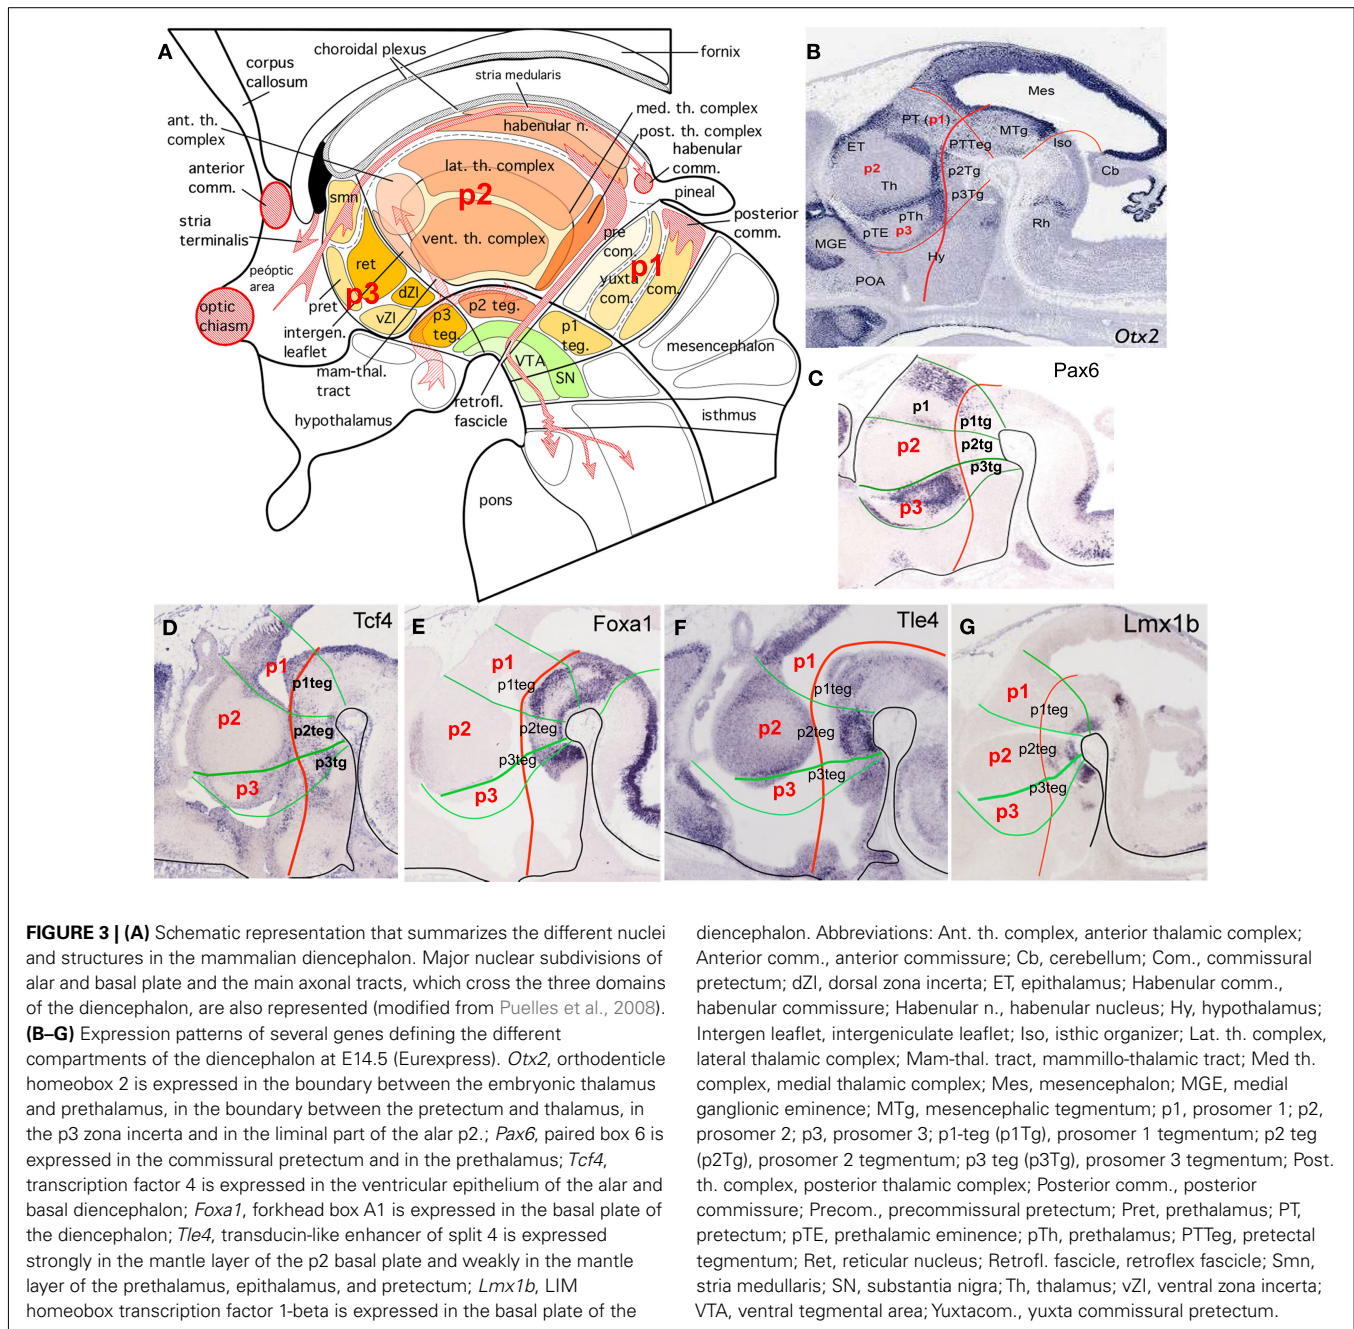 A
corpus
callosum
choroidal plexus
fornix
stria medularis
ant. th.
complex
habenular n.
med. th. complex
post. th. complex
habenular
comm.
anterior
comm.
lat. th. complex
smn
p2
pineal
stria
terminalis
vent. th. complex
posterior
comm.
pre
com.
ret
p1
yuxta
com.
com.
peóptic
area
p3
dZI
pret
vZI
p3
teg.
p2 teg.
p1
teg.
optic
chiasm
intergen.
leaflet
mesencephalon
VTA
SN
mam-thal.
tract
retrofl.
fascicle
hypothalamus
isthmus
pons
B
Mes
PT (p1)
MTg
ET
PTTeg
Iso
p2
p2Tg
Cb
Th
p3Tg
pTh
pTE
p3
Rh
MGE
Hy
POA
Otx2
C
Pax6
p1
p1tg
p2
p2tg
p3tg
p3
D
Tcf4
p1
p1teg
p2
p2teg
p3tg
p3
E
Foxa1
p1
p1teg
p2
p2teg
p3teg
p3
F
Tle4
p1
p1teg
p2
p2teg
p3teg
p3
G
Lmx1b
p1
p1teg
p2
p2teg
p3teg
p3
FIGURE 3 | (A) Schematic representation that summarizes the different nuclei
and structures in the mammalian diencephalon. Major nuclear subdivisions of
alar and basal plate and the main axonal tracts, which cross the three domains
of the diencephalon, are also represented (modified from Puelles et al., 2008).
(B–G) Expression patterns of several genes defining the different
compartments of the diencephalon at E14.5 (Eurexpress). Otx2, orthodenticle
homeobox 2 is expressed in the boundary between the embryonic thalamus
and prethalamus, in the boundary between the pretectum and thalamus, in
the p3 zona incerta and in the liminal part of the alar p2.; Pax6, paired box 6 is
expressed in the commissural pretectum and in the prethalamus; Tcf4,
transcription factor 4 is expressed in the ventricular epithelium of the alar and
basal diencephalon; Foxa1, forkhead box A1 is expressed in the basal plate of
the diencephalon; Tle4, transducin-like enhancer of split 4 is expressed
strongly in the mantle layer of the p2 basal plate and weakly in the mantle
layer of the prethalamus, epithalamus, and pretectum; Lmx1b, LIM
homeobox transcription factor 1-beta is expressed in the basal plate of the
diencephalon. Abbreviations: Ant. th. complex, anterior thalamic complex;
Anterior comm., anterior commissure; Cb, cerebellum; Com., commissural
pretectum; dZI, dorsal zona incerta; ET, epithalamus; Habenular comm.,
habenular commissure; Habenular n., habenular nucleus; Hy, hypothalamus;
Intergen leaflet, intergeniculate leaflet; Iso, isthic organizer; Lat. th. complex,
lateral thalamic complex; Mam-thal. tract, mammillo-thalamic tract; Med th.
complex, medial thalamic complex; Mes, mesencephalon; MGE, medial
ganglionic eminence; MTg, mesencephalic tegmentum; p1, prosomer 1; p2,
prosomer 2; p3, prosomer 3; p1-teg (p1Tg), prosomer 1 tegmentum; p2 teg
(p2Tg), prosomer 2 tegmentum; p3 teg (p3Tg), prosomer 3 tegmentum; Post.
th. complex, posterior thalamic complex; Posterior comm., posterior
commissure; Precom., precommissural pretectum; Pret, prethalamus; PT,
pretectum; pTE, prethalamic eminence; pTh, prethalamus; PTTeg, pretectal
tegmentum; Ret, reticular nucleus; Retrofl. fascicle, retroflex fascicle; Smn,
stria medullaris; SN, substantia nigra; Th, thalamus; vZI, ventral zona incerta;
VTA, ventral tegmental area; Yuxtacom., yuxta commissural pretectum.